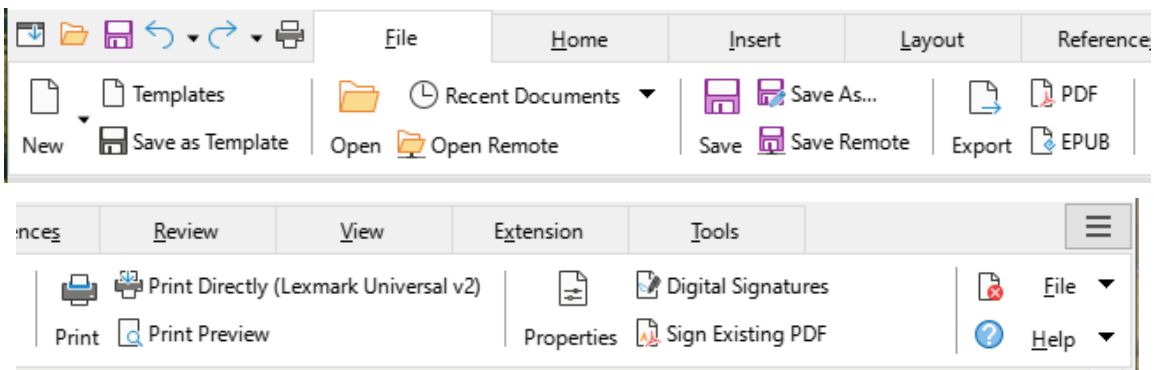 File Home Insert Layout Reference
Templates Recent Documents Save As... PDF
New Save as Template Open Open Remote Save Save Remote Export EPUB
ences Review View Extension Tools
Print Directly (Lexmark Universal v2) Digital Signatures File
Print Print Preview Properties Sign Existing PDF Help